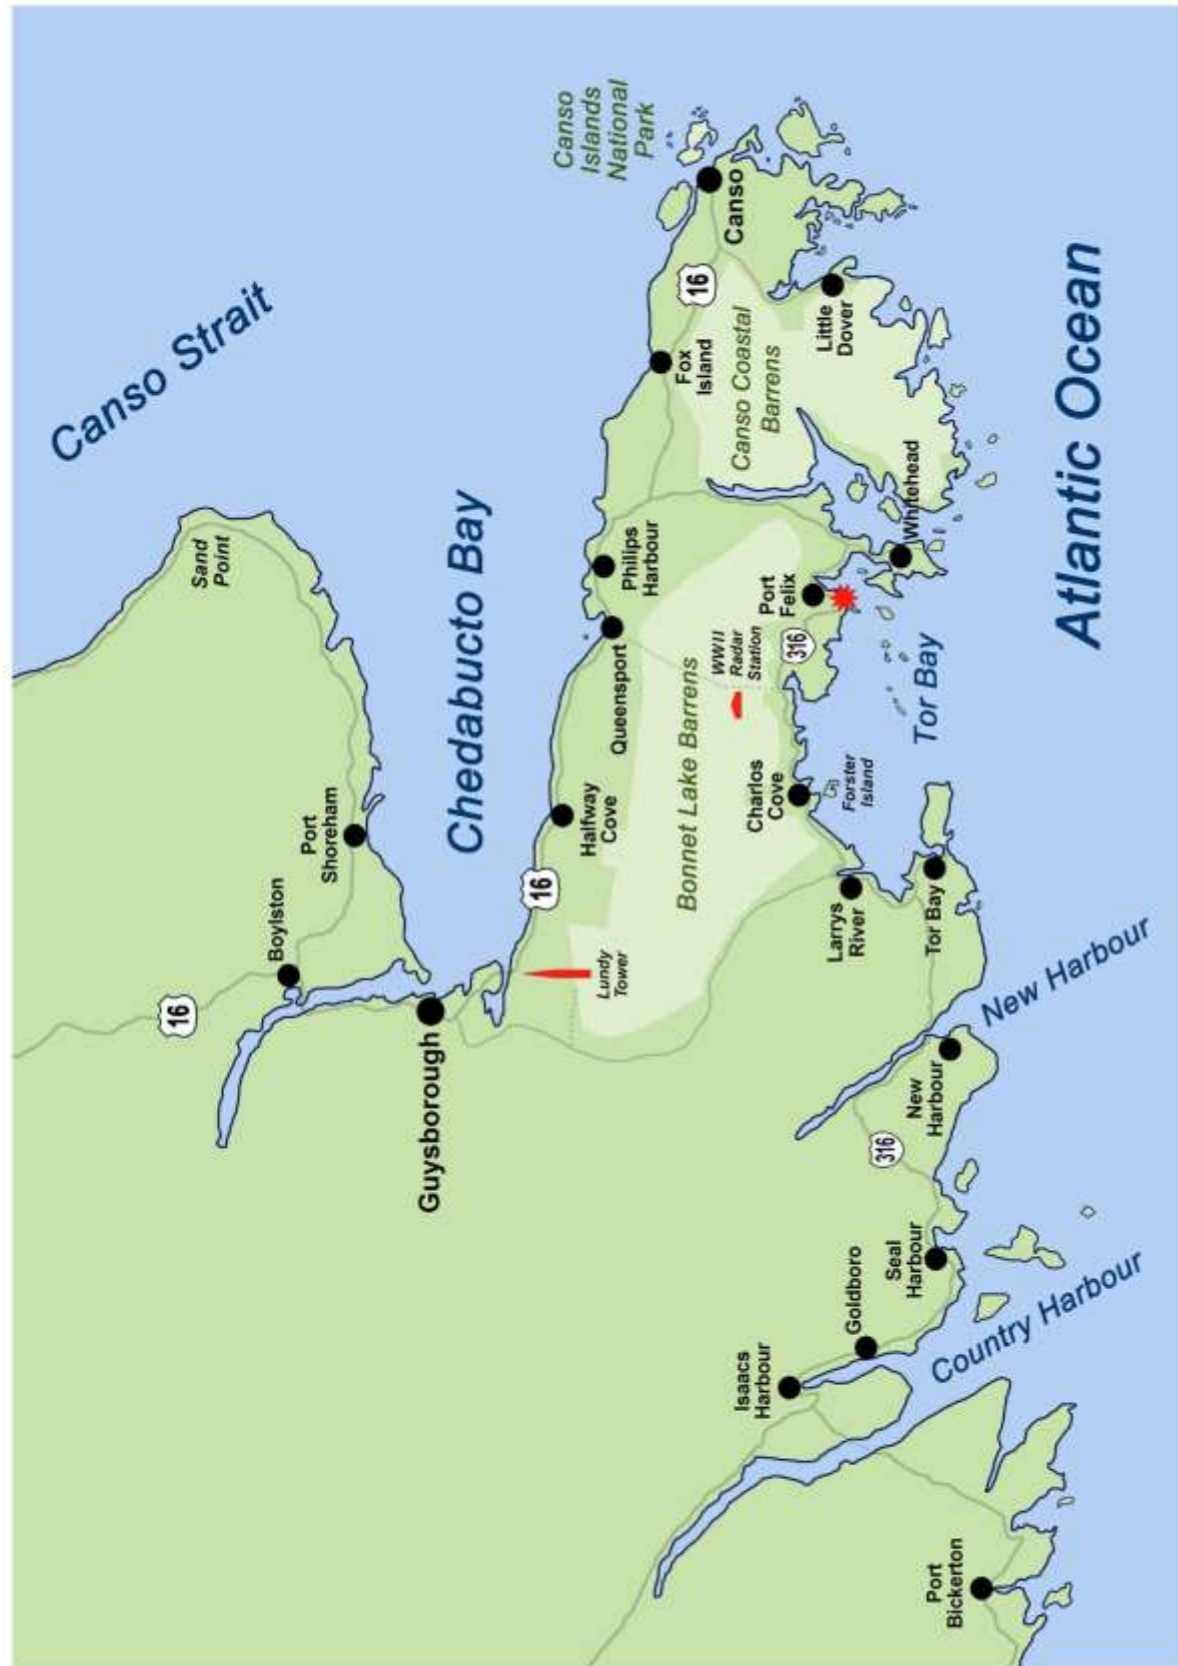 Canso Strait
Canso
Islands
National
Park
Chedabucto Bay
Sand
Point
Port
Shoreham
Boylston
16
Guysborough
16
Halfway
Cove
Queensport
Philips
Harbour
Fox
Island
16
Canso
Little
Dover
Canso Coastal
Barrens
Whitehead
Port
Felix
316
WWII
Radar
Station
Bonnet Lake Barrens
Lundy
Tower
Charlos
Cove
Forster
Island
Tor Bay
Larrys
River
Tor Bay
New Harbour
New
Harbour
316
Seal
Harbour
Goldboro
Isaacs
Harbour
Country Harbour
Port
Bickerton
Atlantic Ocean